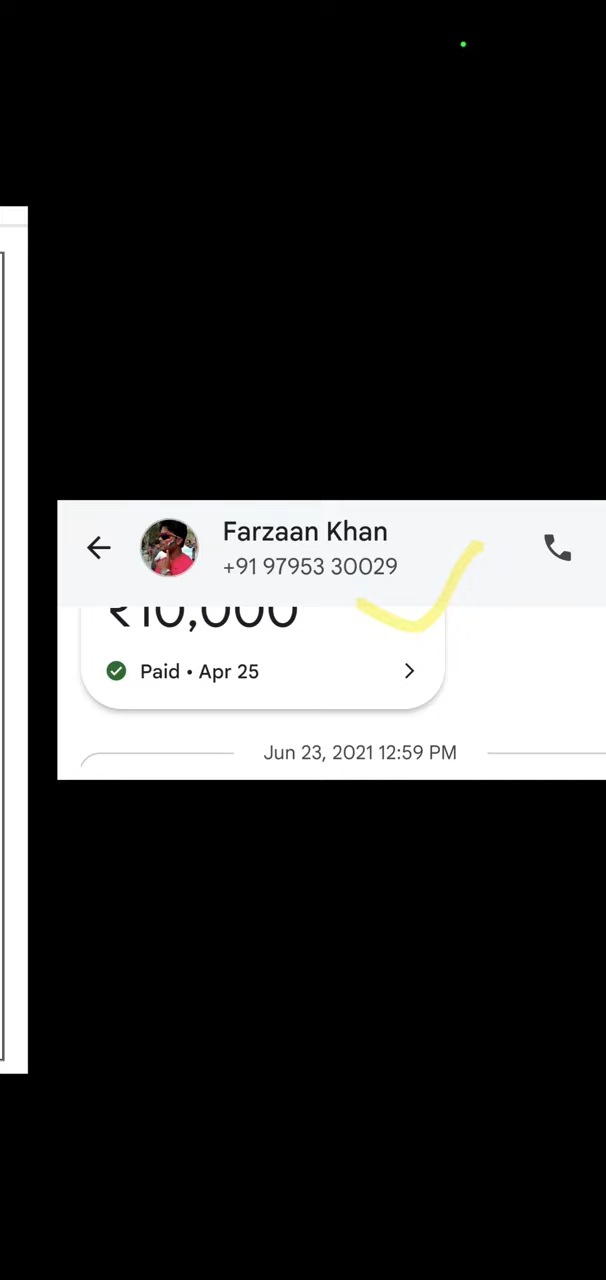 Farzaan Khan
+91 97953 30029
₹10,000
Paid • Apr 25
Jun 23, 2021 12:59 PM